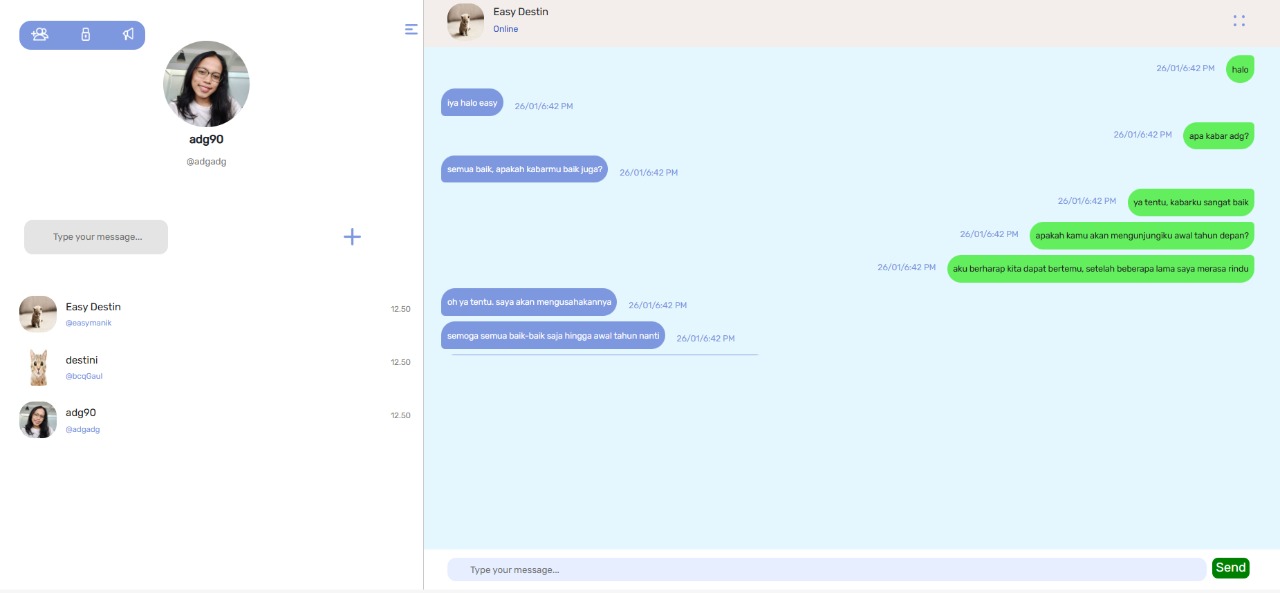 adg90
@adgadg
Type your message...
Easy Destin
@easymanik
12.50
destini
@bcqGaul
12.50
adg90
@adgadg
12.50
Easy Destin
Online
26/01/6:42 PM halo
iya halo easy 26/01/6:42 PM
26/01/6:42 PM apa kabar adg?
semua baik, apakah kabarmu baik juga? 26/01/6:42 PM
26/01/6:42 PM ya tentu, kabarku sangat baik
26/01/6:42 PM apakah kamu akan mengunjungiku awal tahun depan?
26/01/6:42 PM aku berharap kita dapat bertemu, setelah beberapa lama saya merasa rindu
oh ya tentu, saya akan mengusahakannya 26/01/6:42 PM
semoga semua baik-baik saja hingga awal tahun nanti 26/01/6:42 PM
Type your message...
Send